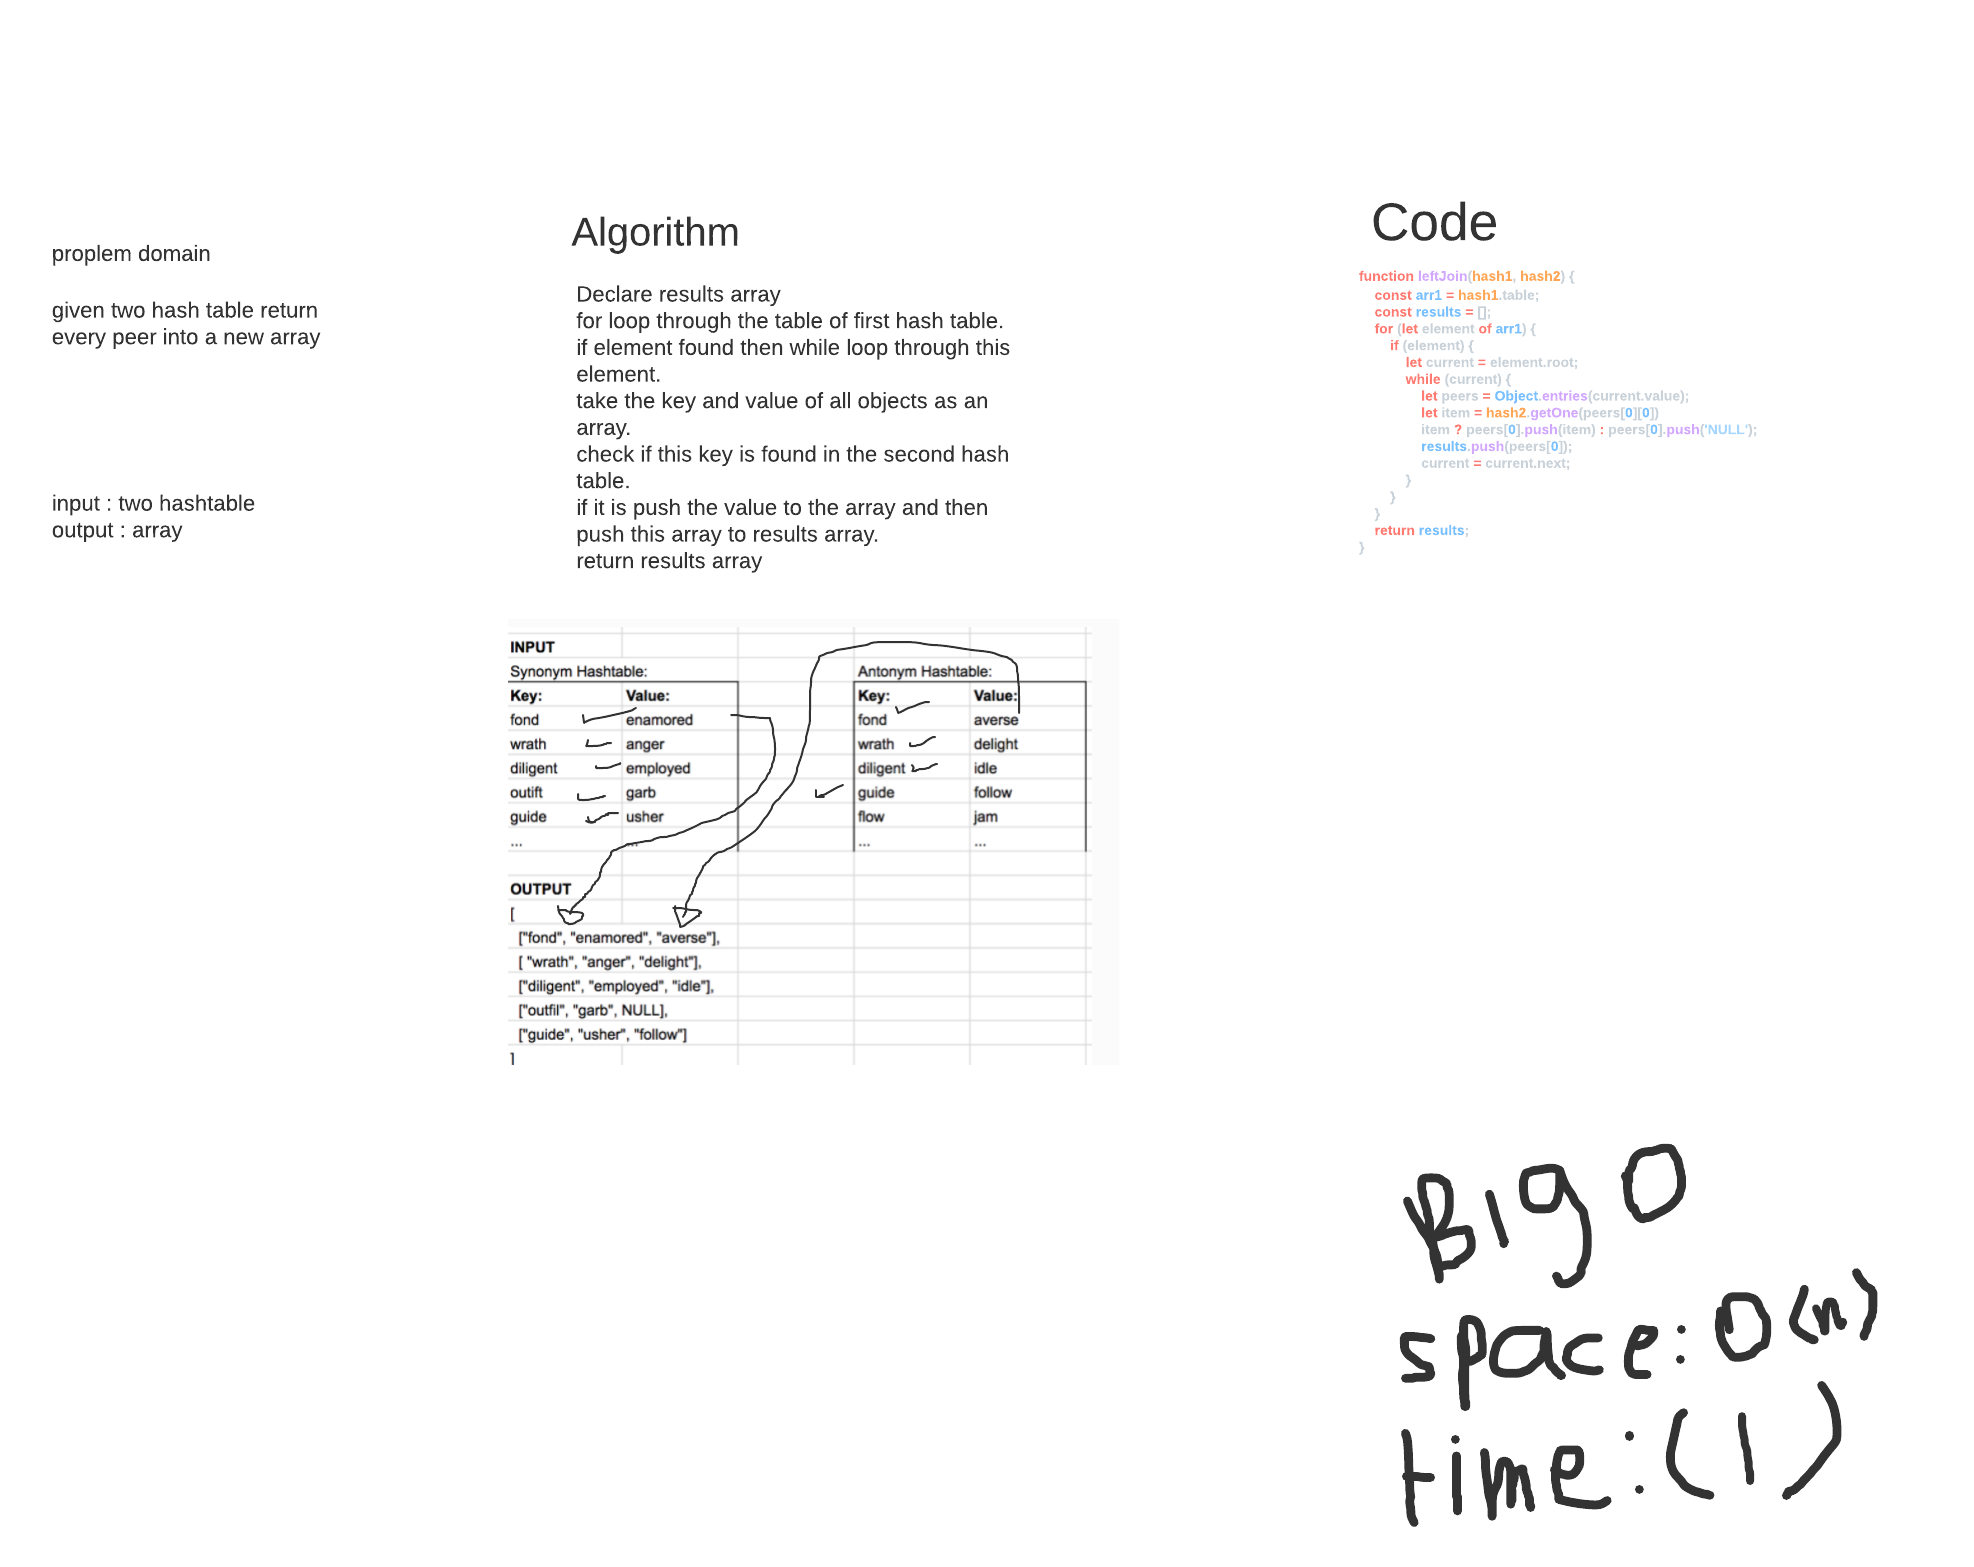 proplem domain
given two hash table return
every peer into a new array
input : two hashtable
output : array
Algorithm
Declare results array
for loop through the table of first hash table.
if element found then while loop through this
element.
take the key and value of all objects as an
array.
check if this key is found in the second hash
table.
if it is push the value to the array and then
push this array to results array.
return results array
INPUT
Synonym Hashtable: Antonym Hashtable:
Key: Value: Key: Value:
fond enamored fond averse
wrath anger wrath delight
diligent employed diligent idle
outift garb guide follow
guide usher flow jam
... ... ... ...
OUTPUT
[
["fond", "enamored", "averse"],
[ "wrath", "anger", "delight"],
["diligent", "employed", "idle"],
["outfil", "garb", NULL],
["guide", "usher", "follow"]
]
Code
function leftJoin(hash1, hash2) {
const arr1 = hash1.table;
const results = [];
for (let element of arr1) {
if (element) {
let current = element.root;
while (current) {
let peers = Object.entries(current.value);
let item = hash2.getOne(peers[0][0])
item ? peers[0].push(item) : peers[0].push('NULL');
results.push(peers[0]);
current = current.next;
}
}
}
return results;
}
BIg O
space: O(n)
time: (1)